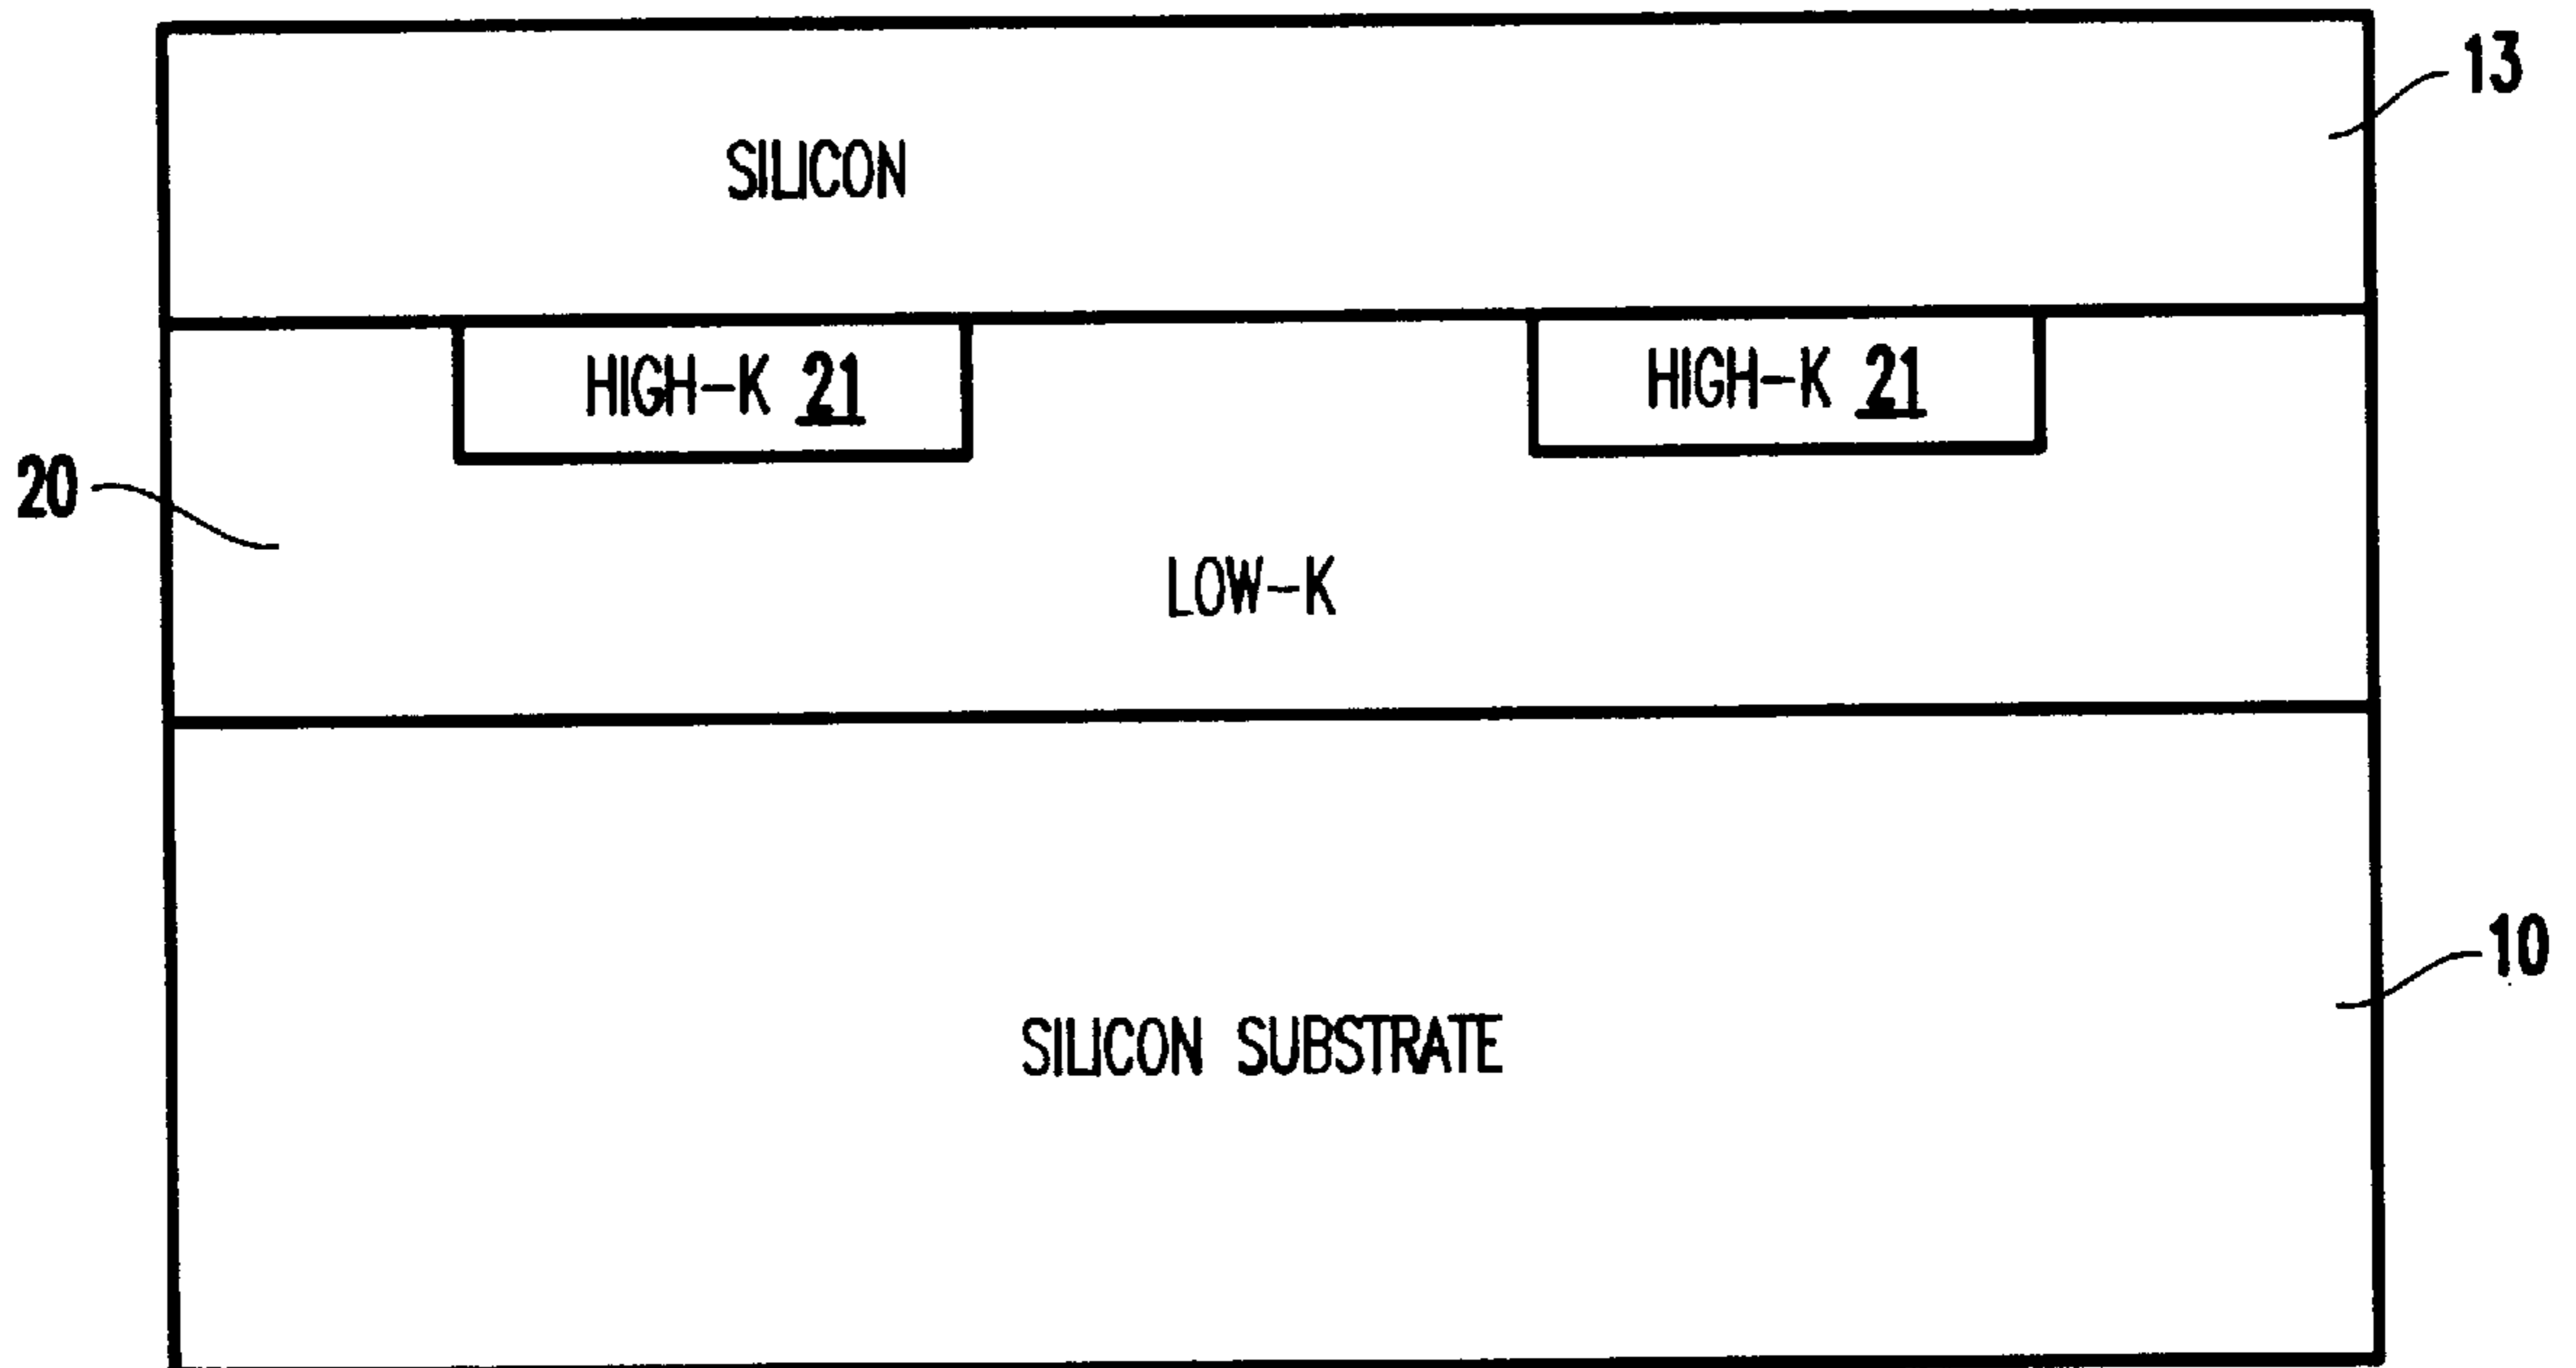 13
SILICON
HIGH-K 21
HIGH-K 21
20
LOW-K
10
SILICON SUBSTRATE